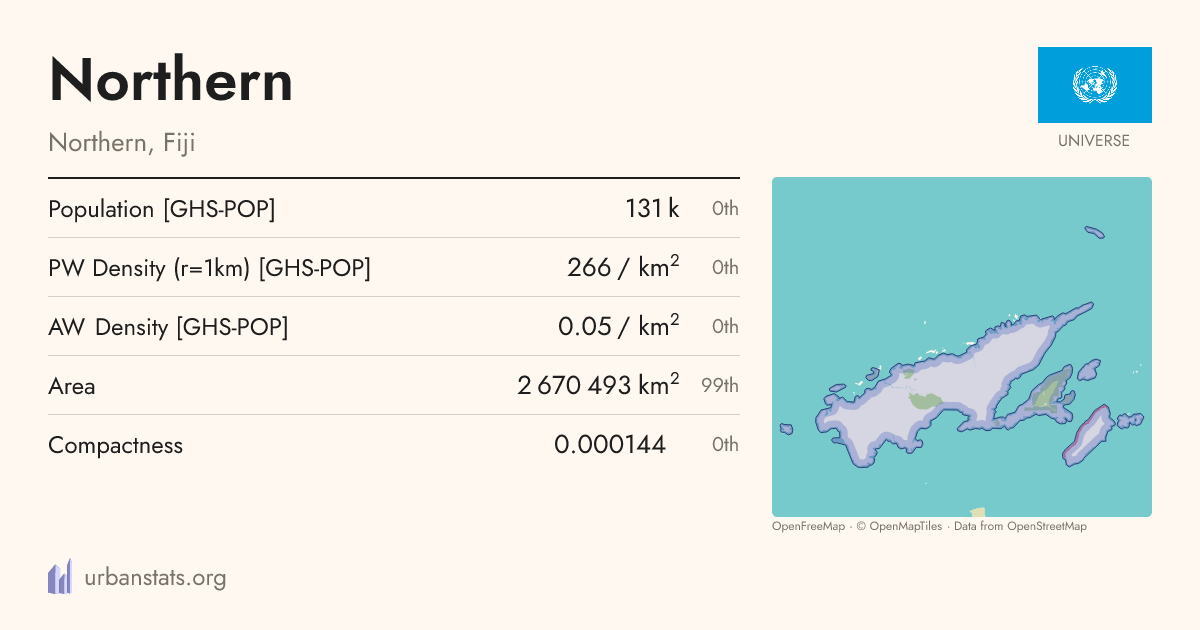 Northern
Northern, Fiji
UNIVERSE
Population [GHS-POP] 131 k 0th
PW Density (r=1km) [GHS-POP] 266 / km² 0th
AW Density [GHS-POP] 0.05 / km² 0th
Area 2 670 493 km² 99th
Compactness 0.000144 0th
OpenFreeMap · © OpenMapTiles · Data from OpenStreetMap
urbanstats.org